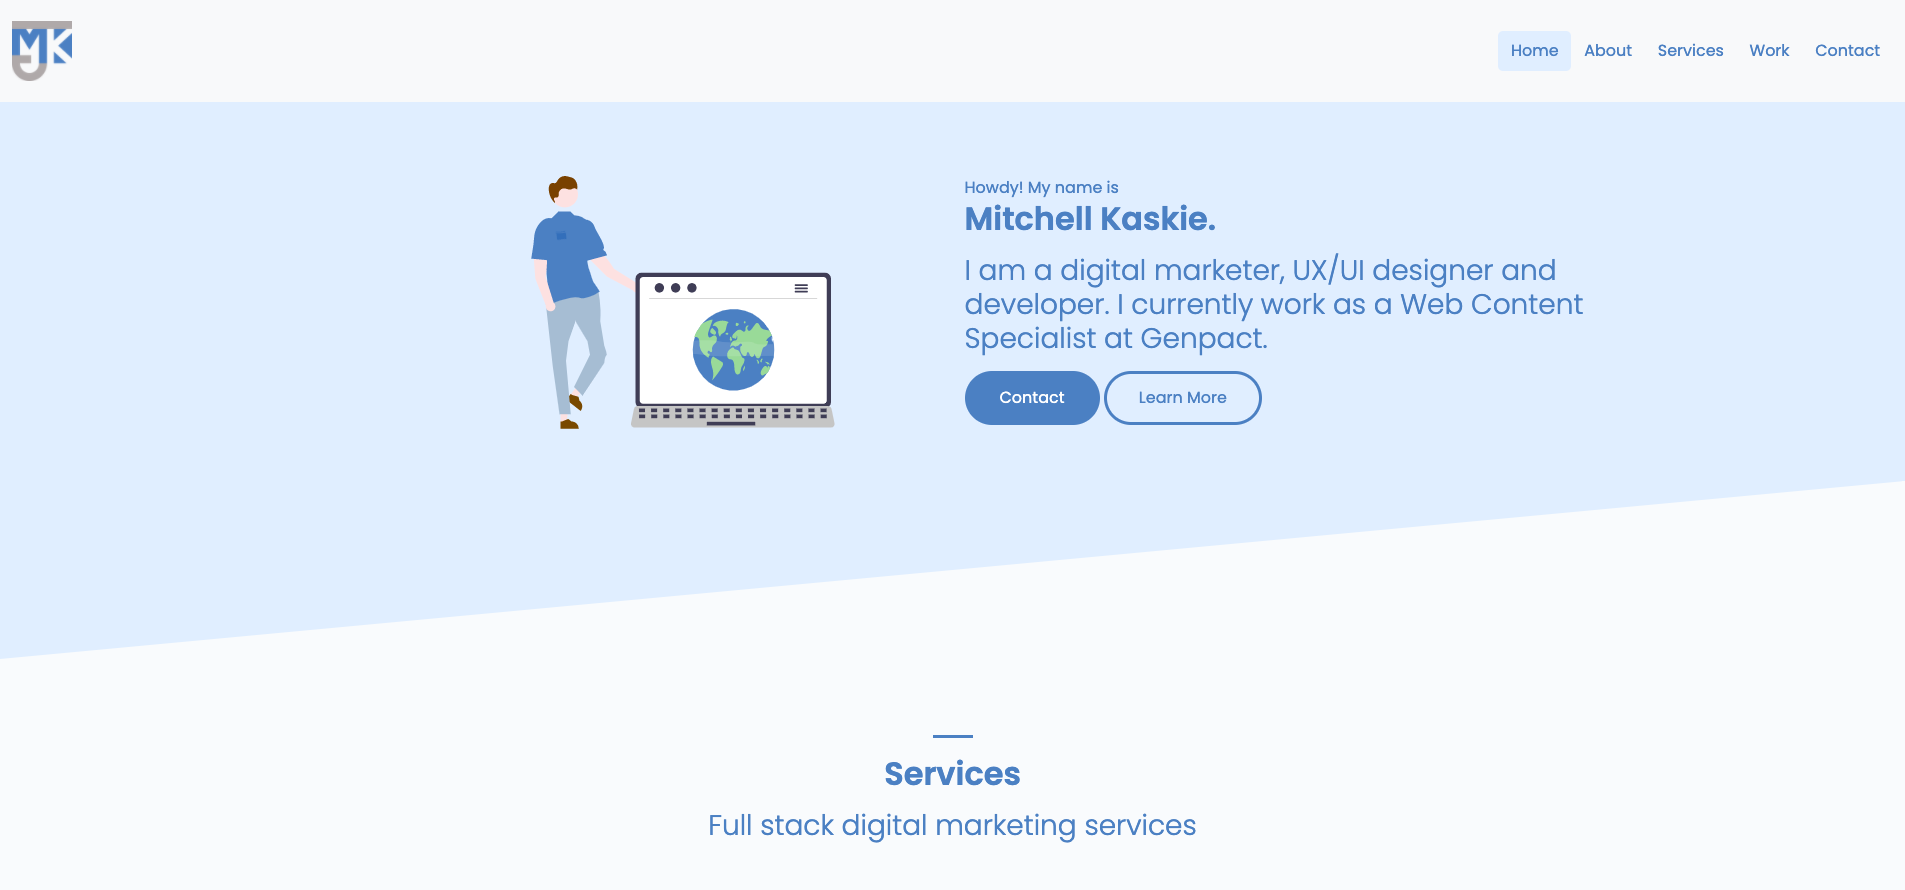 MJK
Home About Services Work Contact
Howdy! My name is
Mitchell Kaskie.
I am a digital marketer, UX/UI designer and
developer. I currently work as a Web Content
Specialist at Genpact.
Contact Learn More
Services
Full stack digital marketing services